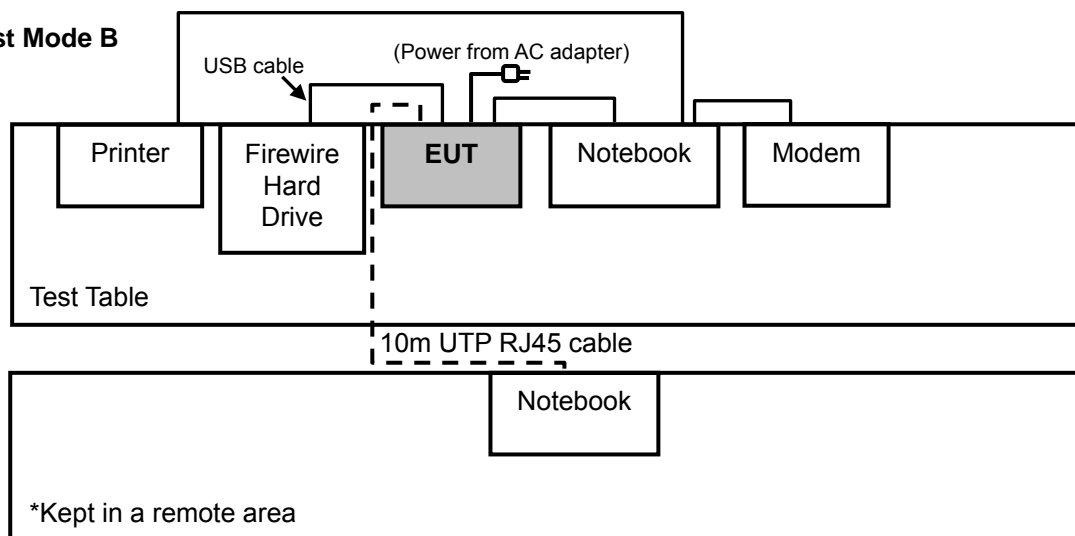 st Mode B
(Power from AC adapter)
USB cable
Printer
Firewire
Hard
Drive
EUT
Notebook
Modem
Test Table
10m UTP RJ45 cable
Notebook
*Kept in a remote area